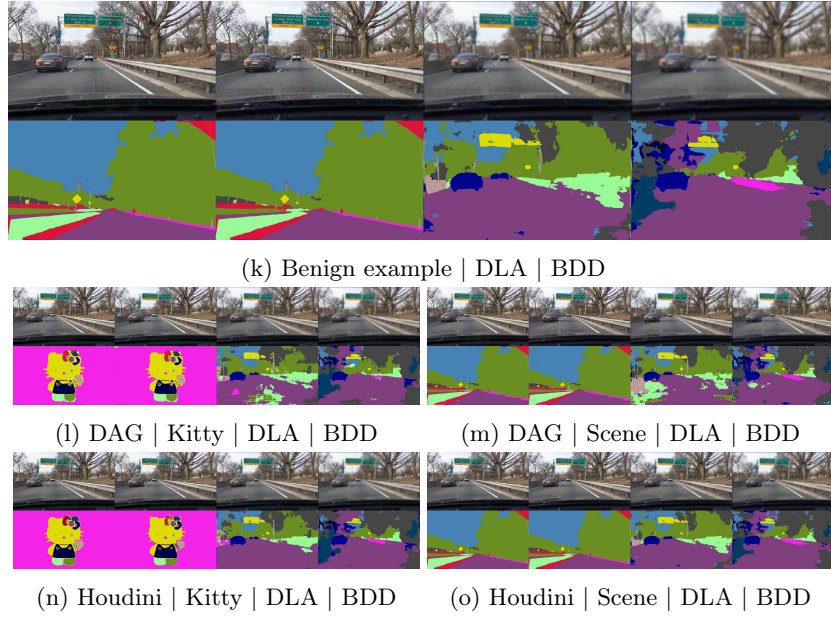 (k) Benign example | DLA | BDD
(l) DAG | Kitty | DLA | BDD
(m) DAG | Scene | DLA | BDD
(n) Houdini | Kitty | DLA | BDD
(o) Houdini | Scene | DLA | BDD